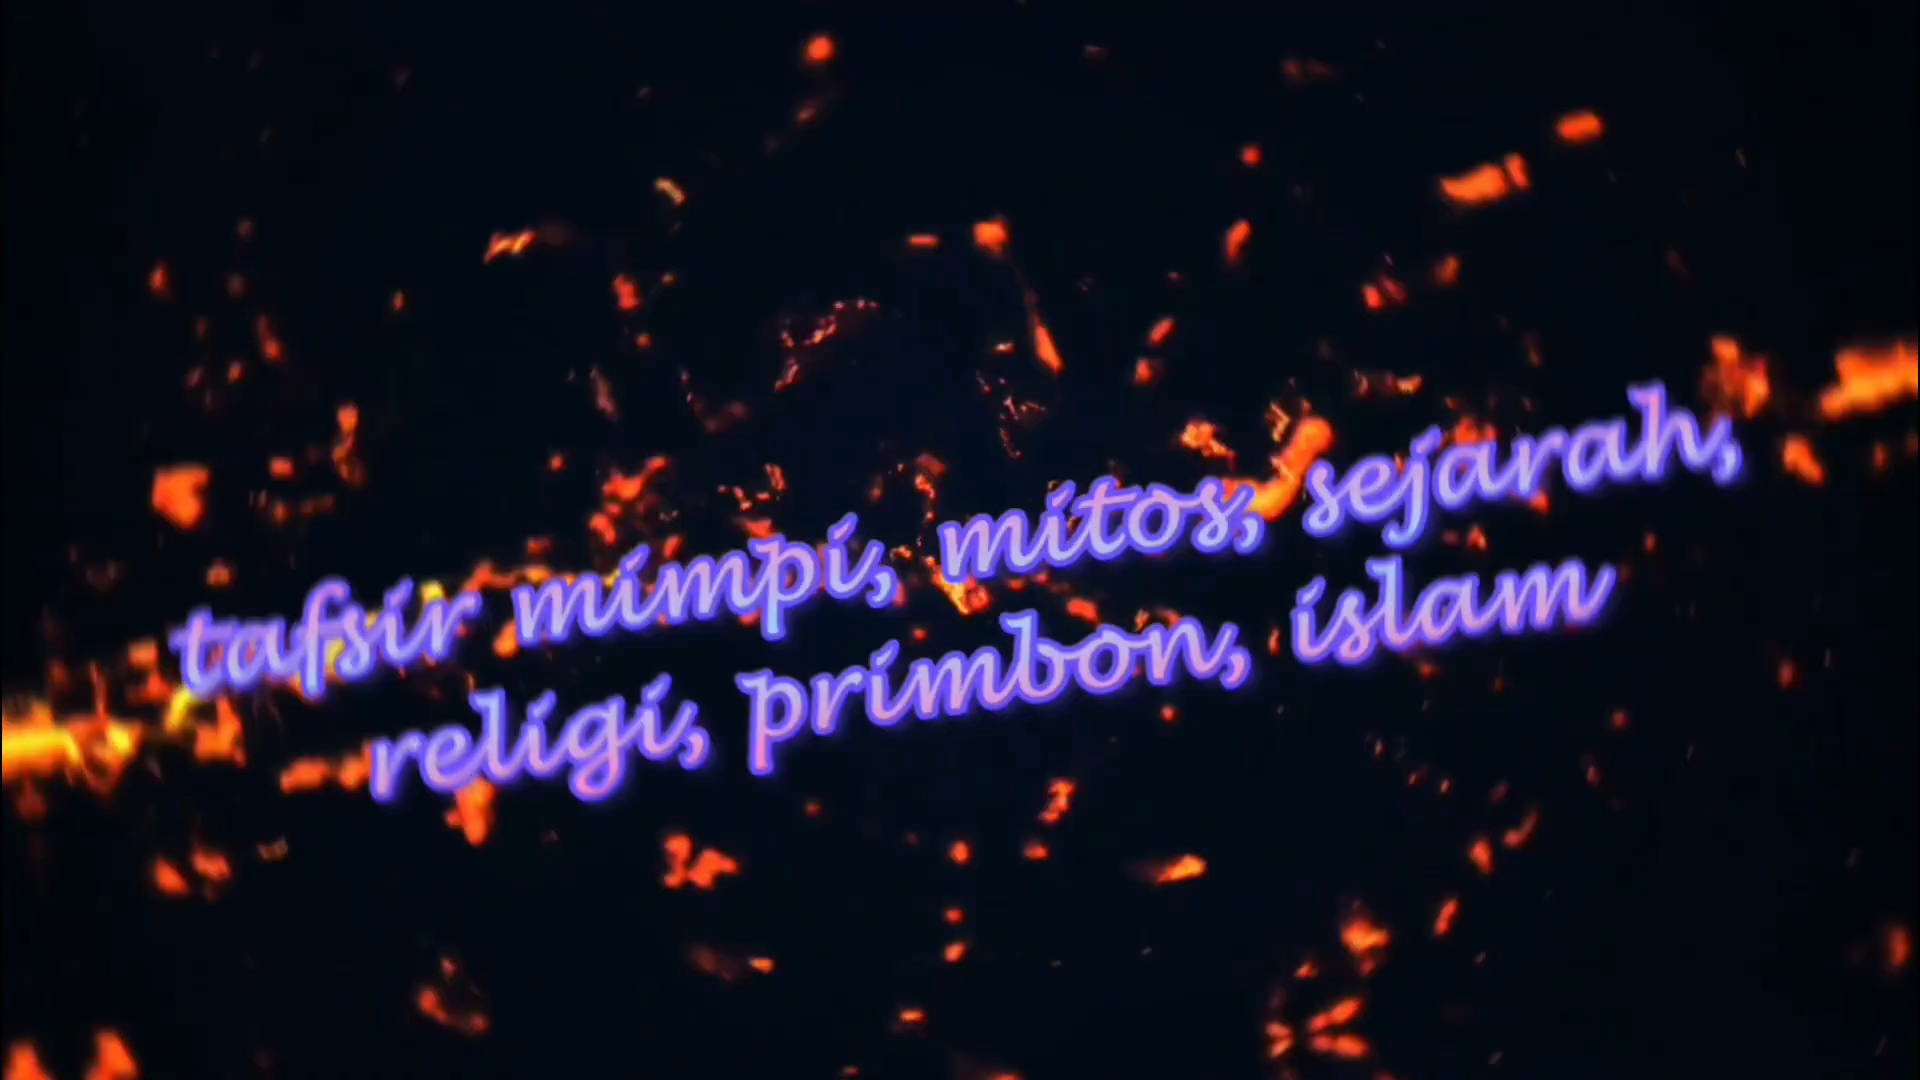 tafsir mimpi, mitos, sejarah,
religi, primbon, islam